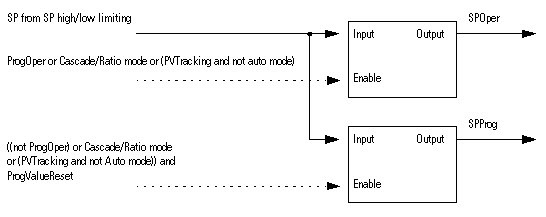 SP from SP high/low limiting
SPOper
Input
Output
ProgOper or Cascade/Ratio mode or (PVTracking and not auto mode)
Enable
SPProg
Input
Output
((not ProgOper) or Cascade/Ratio mode
or (PVTracking and not Auto mode)) and
ProgValueReset
Enable